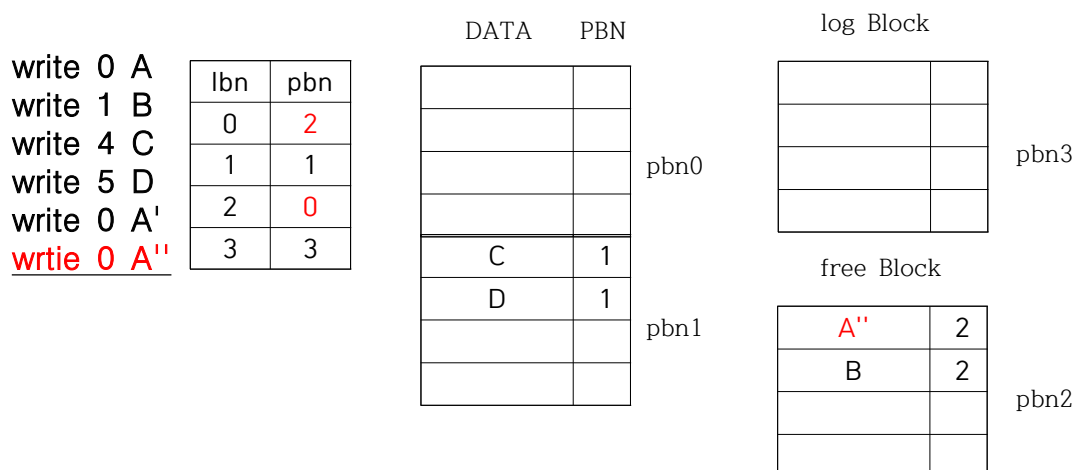 write 0 A
write 1 B
write 4 C
write 5 D
write 0 A'
wrtie 0 A''
lbn pbn
0 2
1 1
2 0
3 3
DATA PBN
pbn0
C 1
D 1
pbn1
log Block
pbn3
free Block
A'' 2
B 2
pbn2